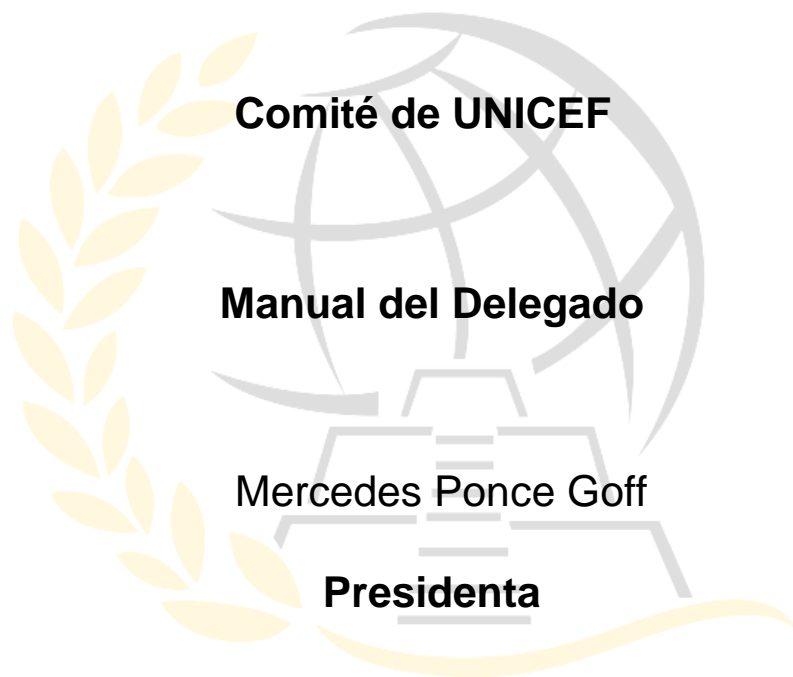 Comité de UNICEF
Manual del Delegado
Mercedes Ponce Goff
Presidenta